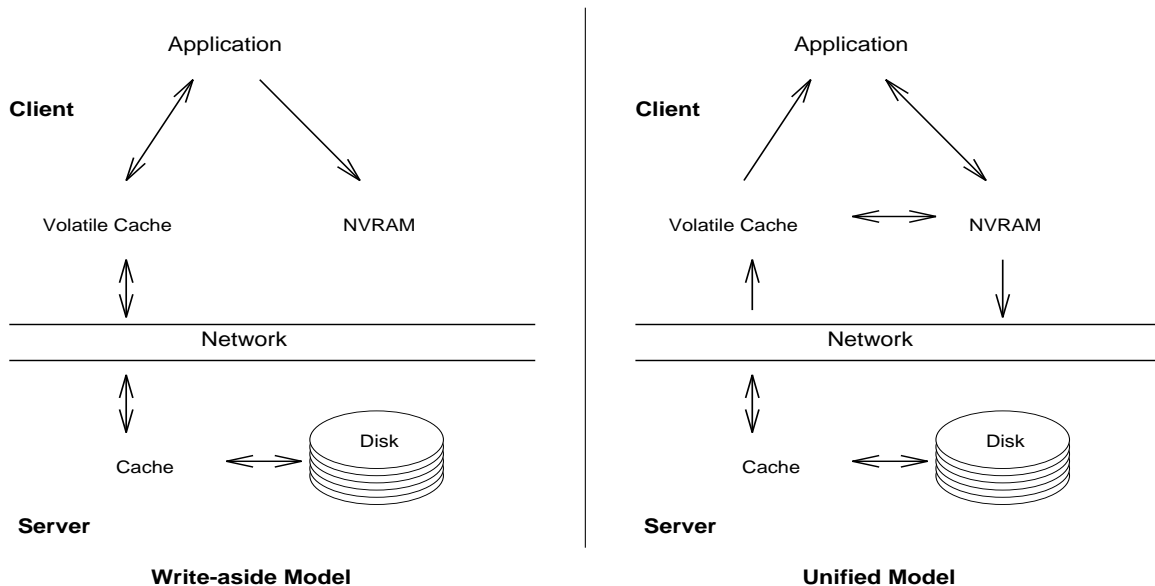 Application
Client
Volatile Cache NVRAM
Network
Disk
Cache
Server
Write-aside Model
Application
Client
Volatile Cache NVRAM
Network
Disk
Cache
Server
Unified Model